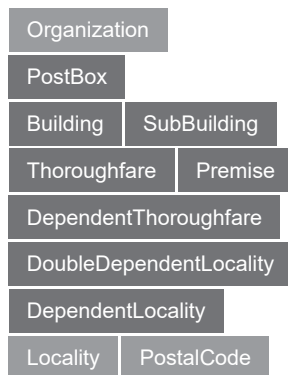 Organization
PostBox
Building SubBuilding
Thoroughfare Premise
DependentThoroughfare
DoubleDependentLocality
DependentLocality
Locality PostalCode